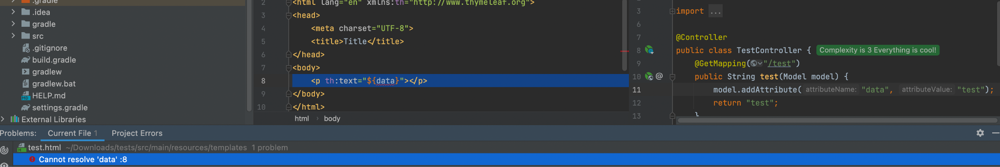 .gradle
.idea
gradle
src
.gitignore
build.gradle
gradlew
gradlew.bat
HELP.md
settings.gradle
External Libraries
2 <html lang="en" xmlns:th="http://www.thymeleaf.org">
3 <head>
4 <meta charset="UTF-8">
5 <title>Title</title>
6 </head>
7 <body>
8 <p th:text="${data}"></p>
9 </body>
10 </html>
html › body
3 import ...
6
7 @Controller
8 public class TestController { Complexity is 3 Everything is cool!
9 @GetMapping("/test")
10 @ public String test(Model model) {
11 model.addAttribute( attributeName: "data", attributeValue: "test");
12 return "test";
13 }
Problems: Current File 1 Project Errors
test.html ~/Downloads/tests/src/main/resources/templates 1 problem
Cannot resolve 'data' :8